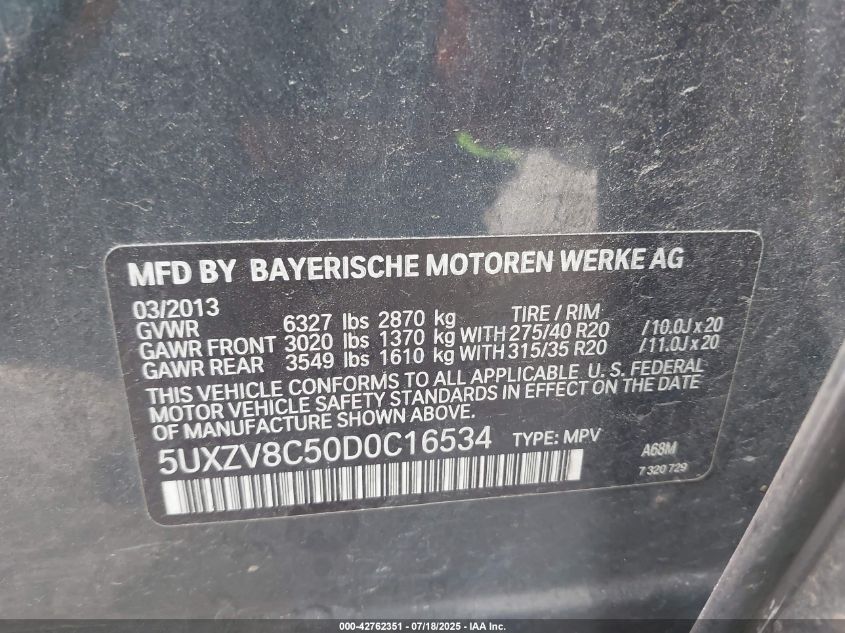 MFD BY BAYERISCHE MOTOREN WERKE AG
03/2013 TIRE / RIM
GVWR 6327 lbs 2870 kg
GAWR FRONT 3020 lbs 1370 kg WITH 275/40 R20 / 10.0J x 20
GAWR REAR 3549 lbs 1610 kg WITH 315/35 R20 / 11.0J x 20
THIS VEHICLE CONFORMS TO ALL APPLICABLE U. S. FEDERAL
MOTOR VEHICLE SAFETY STANDARDS IN EFFECT ON THE DATE
OF MANUFACTURE SHOWN ABOVE.
5UXZV8C50D0C16534 TYPE: MPV A68M
7 320 729
000-42762351 - 07/18/2025 - IAA Inc.